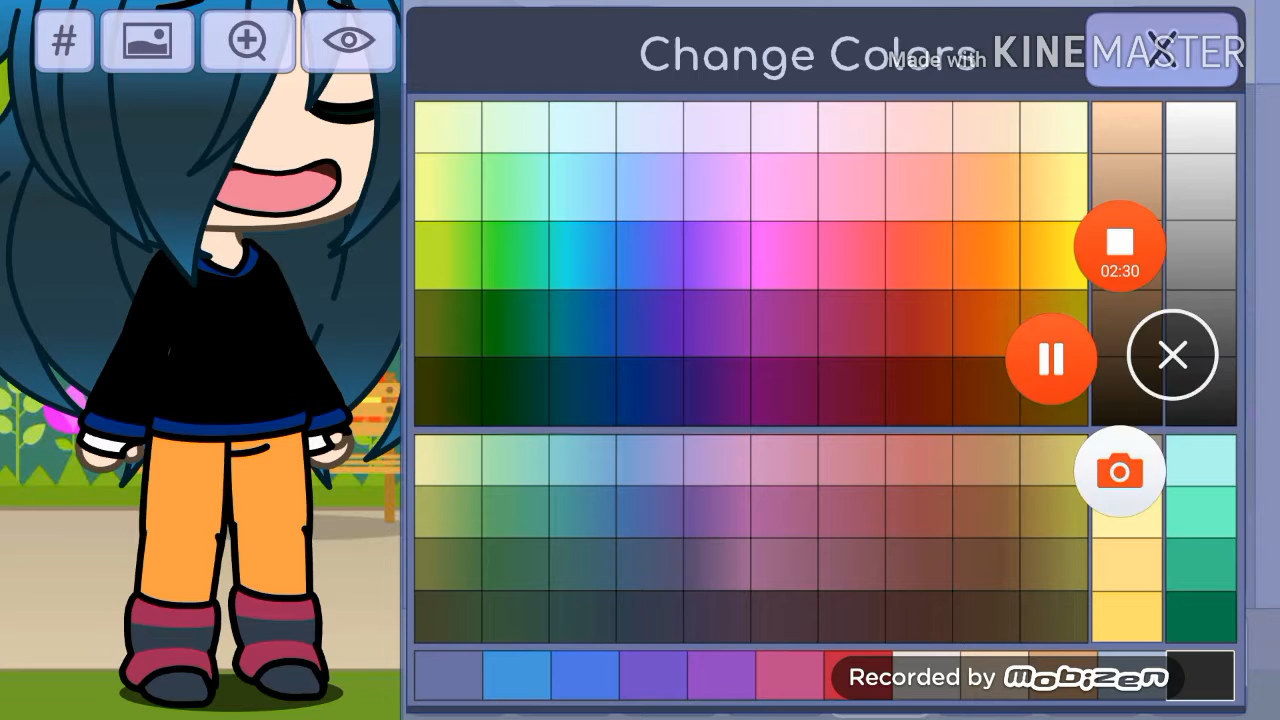 #
Change Colors
Made with KINEMASTER
02:30
Recorded by mobizen